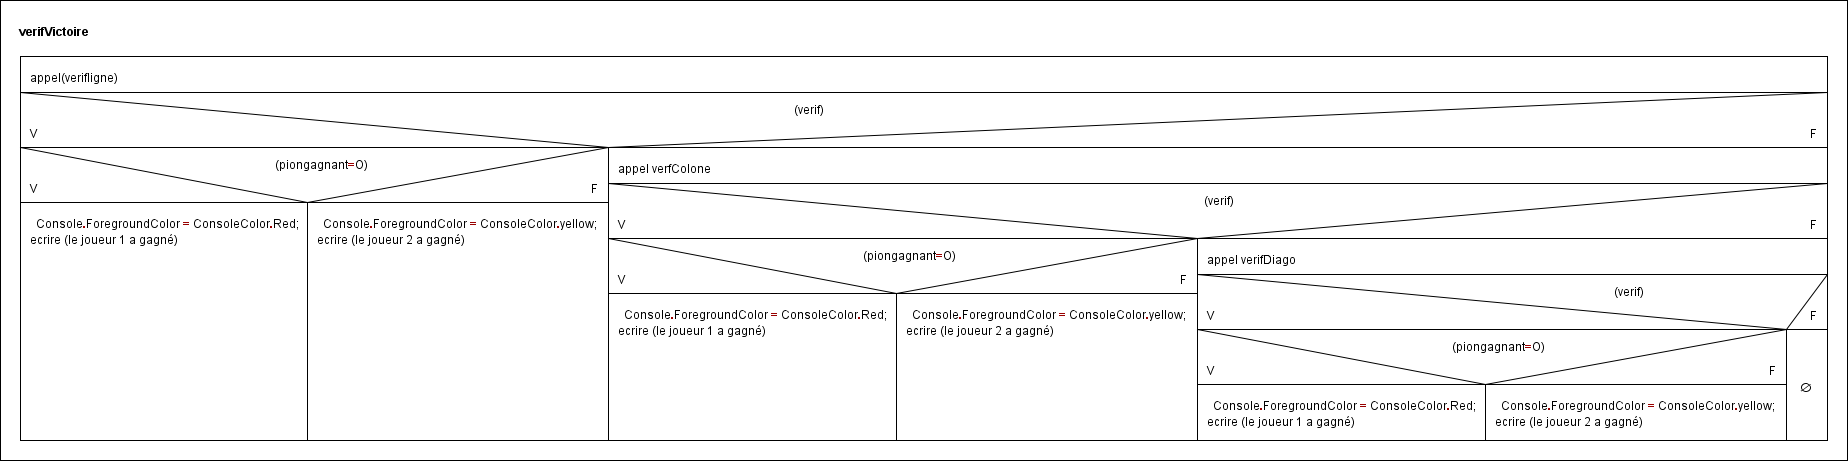 verifVictoire
appel(verifligne)
(verif)
V
F
(piongagnant=O)
V
F
Console.ForegroundColor = ConsoleColor.Red;
ecrire (le joueur 1 a gagné)
Console.ForegroundColor = ConsoleColor.yellow;
ecrire (le joueur 2 a gagné)
appel verfColone
(verif)
V
F
(piongagnant=O)
V
F
Console.ForegroundColor = ConsoleColor.Red;
ecrire (le joueur 1 a gagné)
Console.ForegroundColor = ConsoleColor.yellow;
ecrire (le joueur 2 a gagné)
appel verifDiago
(verif)
V
F
(piongagnant=O)
V
F
Console.ForegroundColor = ConsoleColor.Red;
ecrire (le joueur 1 a gagné)
Console.ForegroundColor = ConsoleColor.yellow;
ecrire (le joueur 2 a gagné)
∅